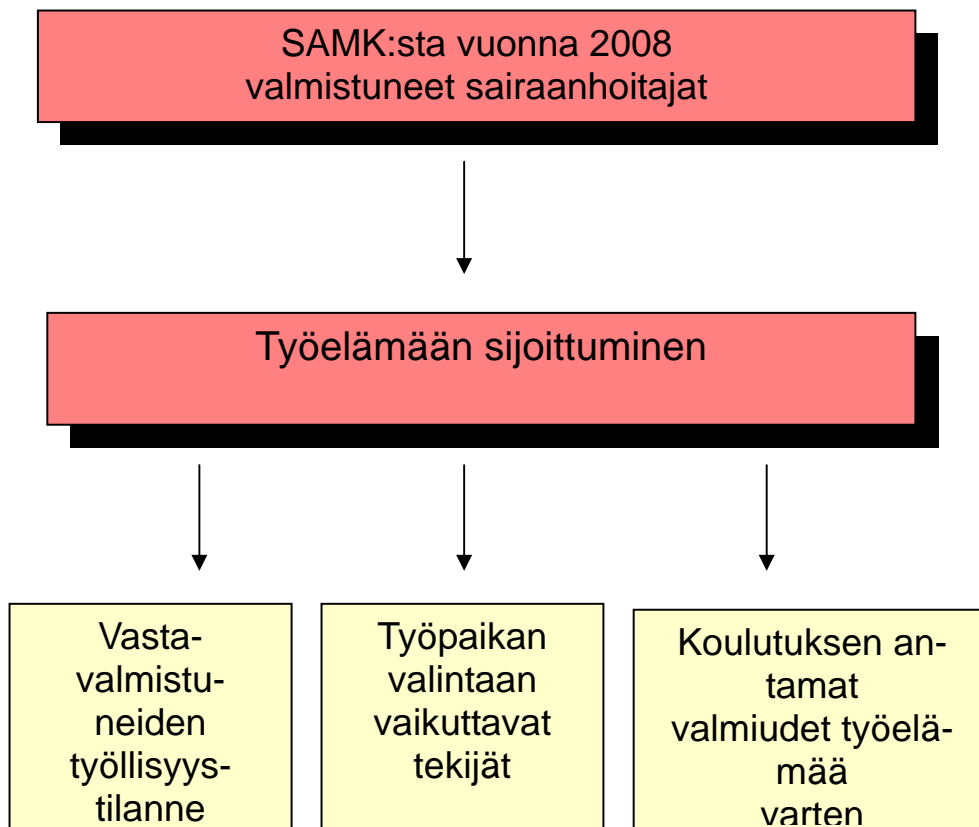 SAMK:sta vuonna 2008
valmistuneet sairaanhoitajat
Työelämään sijoittuminen
Vasta-
valmistu-
neiden
työllisyys-
tilanne
Työpaikan
valintaan
vaikuttavat
tekijät
Koulutuksen an-
tamat
valmiudet työelä-
mää
varten